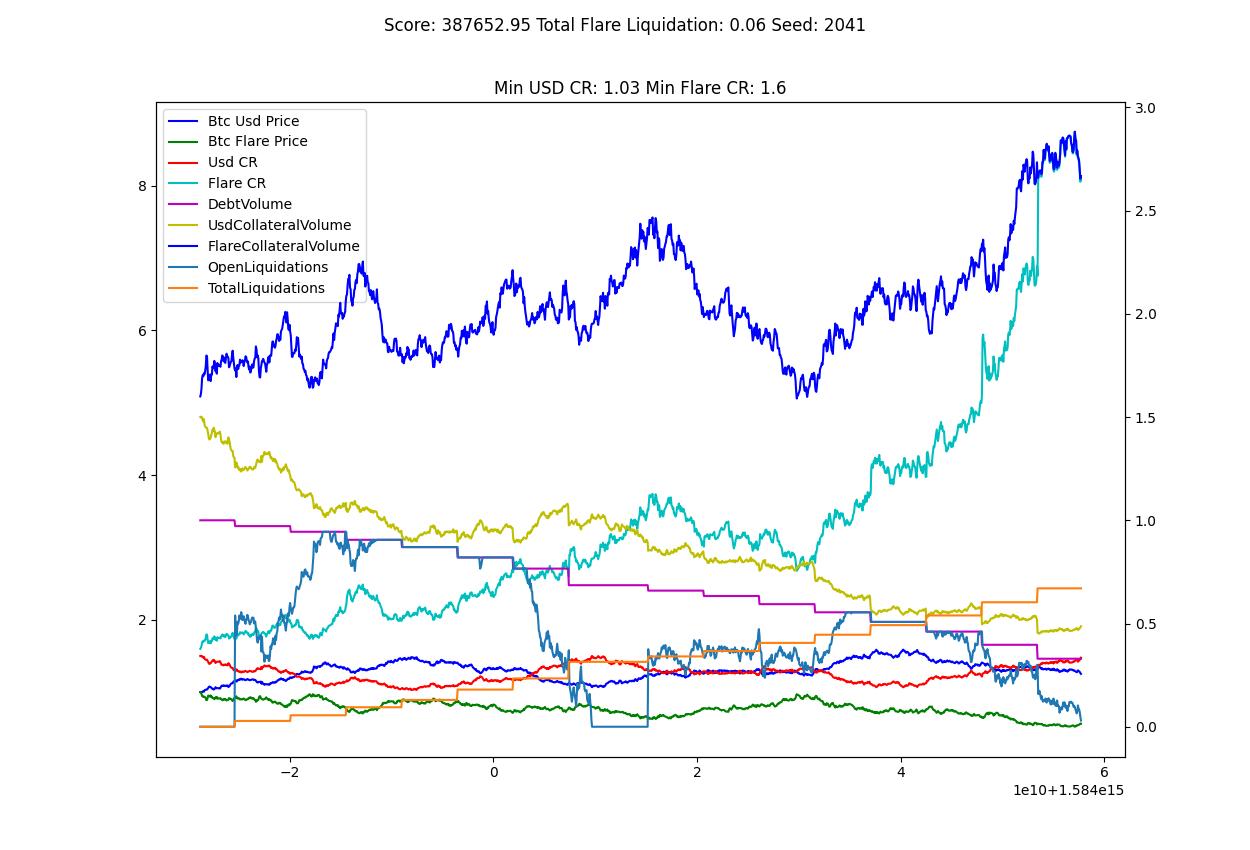 Score: 387652.95 Total Flare Liquidation: 0.06 Seed: 2041
Min USD CR: 1.03 Min Flare CR: 1.6
Btc Usd Price
Btc Flare Price
Usd CR
Flare CR
DebtVolume
UsdCollateralVolume
FlareCollateralVolume
OpenLiquidations
TotalLiquidations
8
6
4
2
3.0
2.5
2.0
1.5
1.0
0.5
0.0
−2 0 2 4 6
1e10+1.584e15